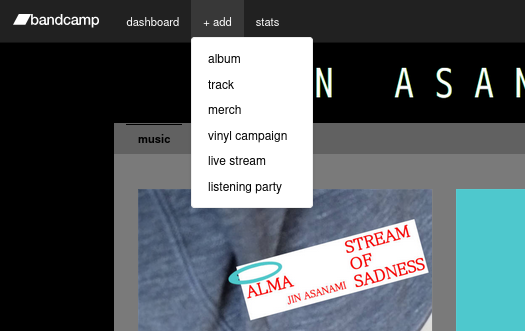 bandcamp dashboard + add stats
album
track
merch
vinyl campaign
live stream
listening party
N ASAN
music
STREAM
OF
SADNESS
ALMA
JIN ASANAMI